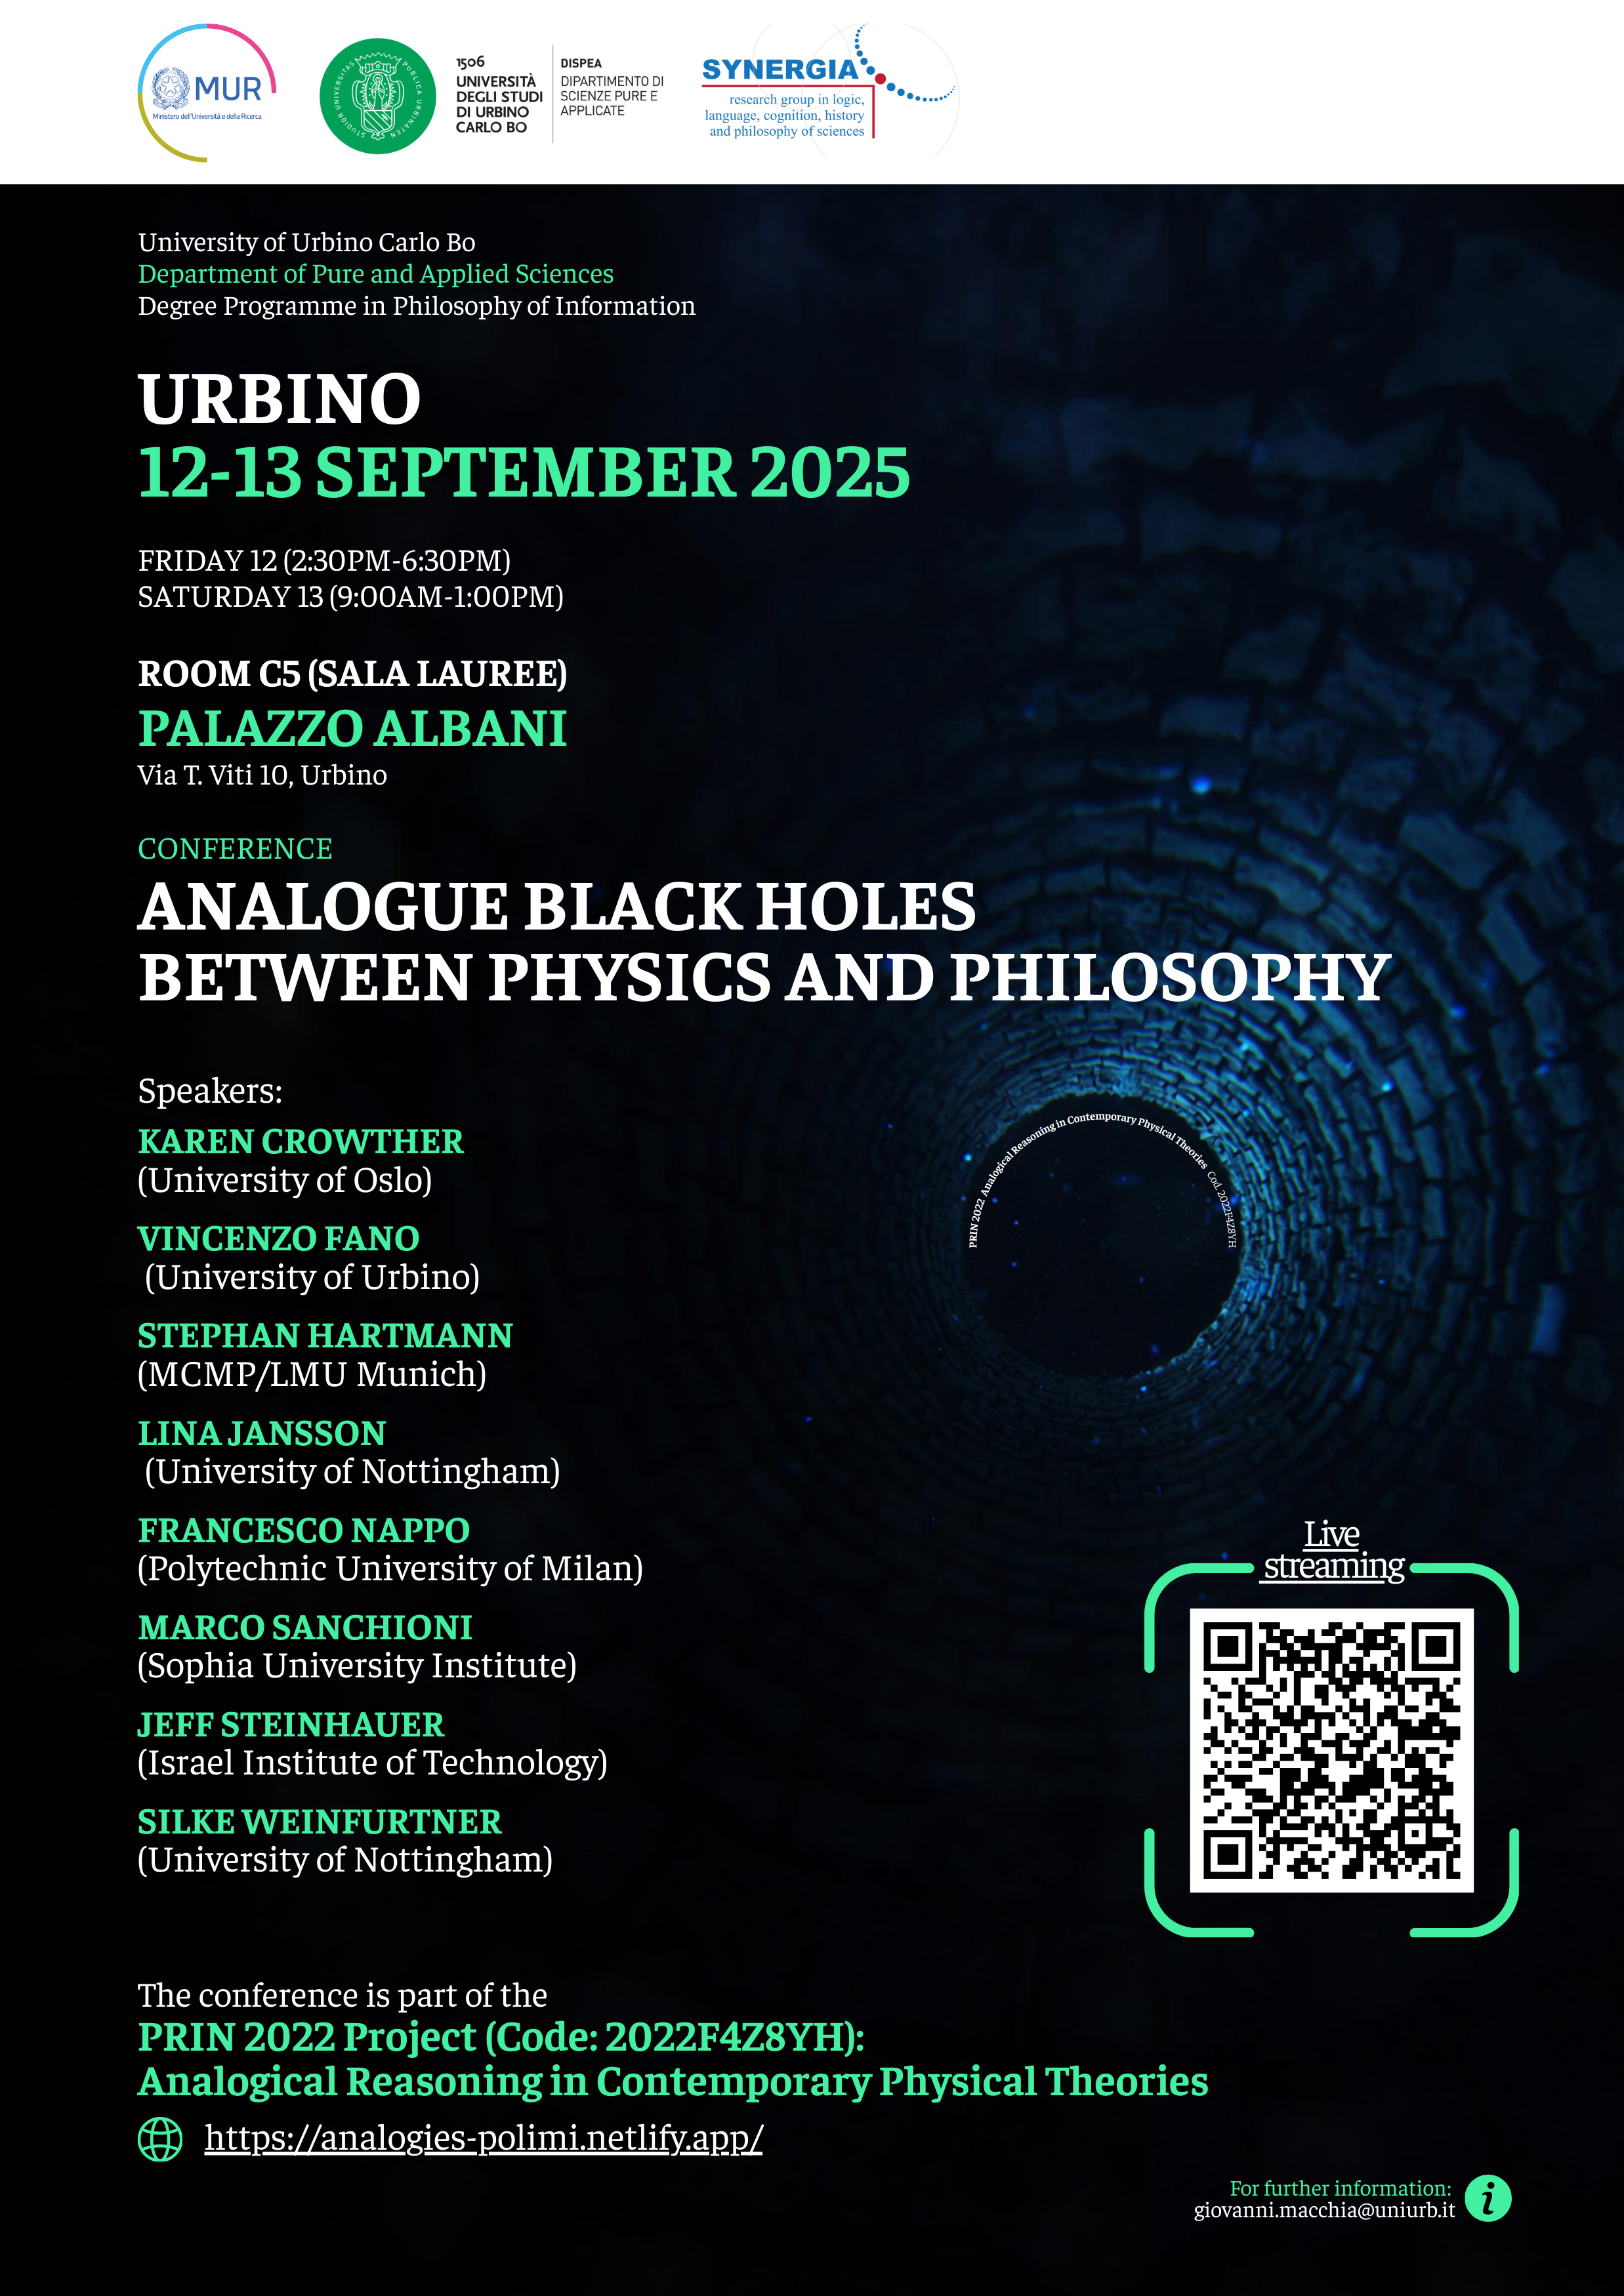 MUR
Ministero dell'Università e della Ricerca
STUDIOR UNIVERSITAS PUBLICA URBINATEN
1506
UNIVERSITÀ
DEGLI STUDI
DI URBINO
CARLO BO
DISPEA
DIPARTIMENTO DI
SCIENZE PURE E
APPLICATE
SYNERGIA
research group in logic,
language, cognition, history
and philosophy of sciences
University of Urbino Carlo Bo
Department of Pure and Applied Sciences
Degree Programme in Philosophy of Information
URBINO
12-13 SEPTEMBER 2025
FRIDAY 12 (2:30PM-6:30PM)
SATURDAY 13 (9:00AM-1:00PM)
ROOM C5 (SALA LAUREE)
PALAZZO ALBANI
Via T. Viti 10, Urbino
CONFERENCE
ANALOGUE BLACK HOLES
BETWEEN PHYSICS AND PHILOSOPHY
Speakers:
KAREN CROWTHER
(University of Oslo)
VINCENZO FANO
(University of Urbino)
STEPHAN HARTMANN
(MCMP/LMU Munich)
LINA JANSSON
(University of Nottingham)
FRANCESCO NAPPO
(Polytechnic University of Milan)
MARCO SANCHIONI
(Sophia University Institute)
JEFF STEINHAUER
(Israel Institute of Technology)
SILKE WEINFURTNER
(University of Nottingham)
PRIN 2022 Analogical Reasoning in Contemporary Physical Theories Cod. 2022F4Z8YH
Live
streaming
The conference is part of the
PRIN 2022 Project (Code: 2022F4Z8YH):
Analogical Reasoning in Contemporary Physical Theories
https://analogies-polimi.netlify.app/
For further information:
giovanni.macchia@uniurb.it
i